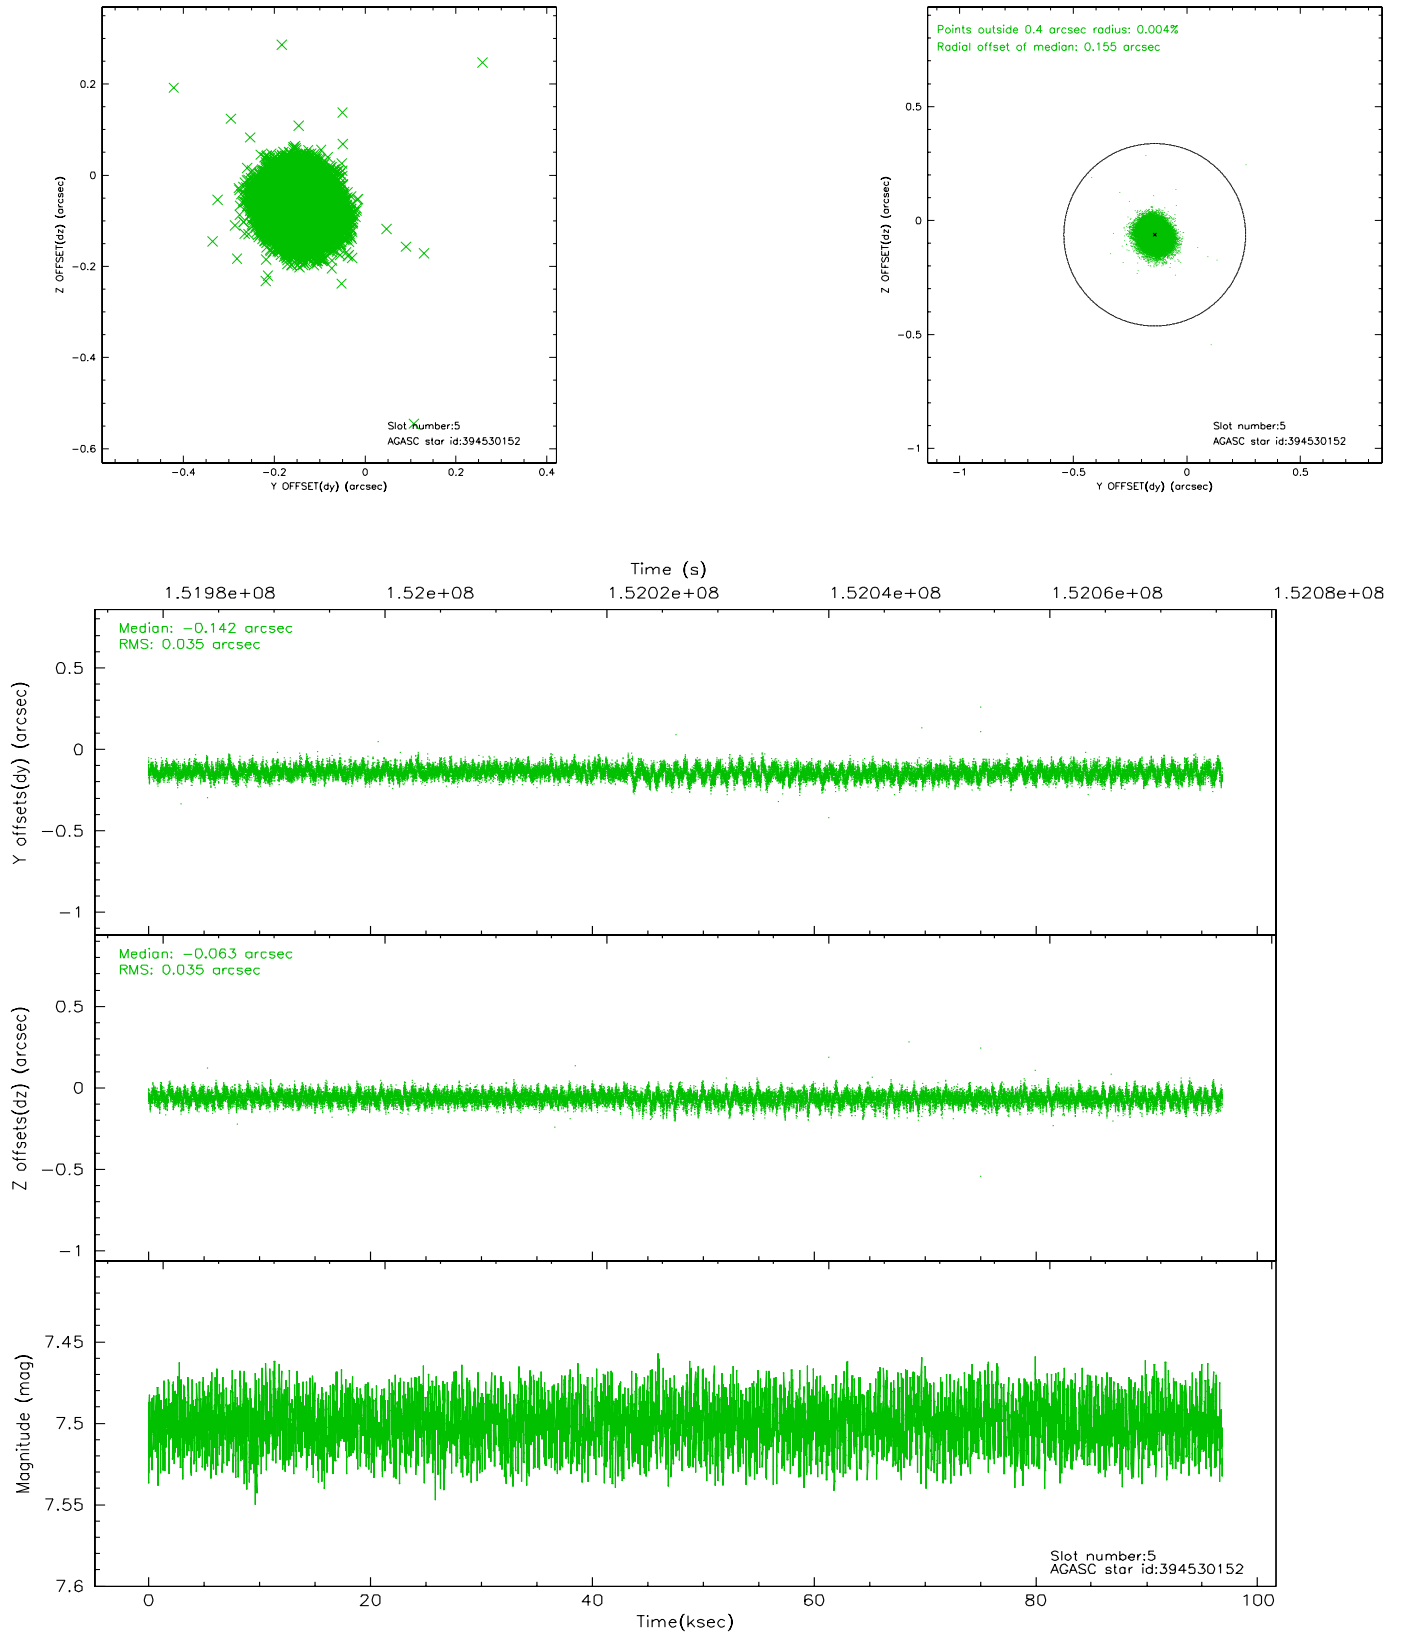 0.2
0
−0.2
−0.4
−0.6
Z OFFSET(dz) (arcsec)
−0.4 −0.2 0 0.2 0.4
Y OFFSET(dy) (arcsec)
Slot number:5
AGASC star id:394530152
Points outside 0.4 arcsec radius: 0.004%
Radial offset of median: 0.155 arcsec
0.5
0
−0.5
−1
Z OFFSET(dz) (arcsec)
−1 −0.5 0 0.5
Y OFFSET(dy) (arcsec)
Slot number:5
AGASC star id:394530152
Time (s)
1.5198e+08 1.52e+08 1.5202e+08 1.5204e+08 1.5206e+08 1.5208e+08
Median: −0.142 arcsec
RMS: 0.035 arcsec
0.5
0
−0.5
−1
Y offsets(dy) (arcsec)
Median: −0.063 arcsec
RMS: 0.035 arcsec
0.5
0
−0.5
−1
Z offsets(dz) (arcsec)
7.45
7.5
7.55
7.6
Magnitude (mag)
Slot number:5
AGASC star id:394530152
0 20 40 60 80 100
Time(ksec)